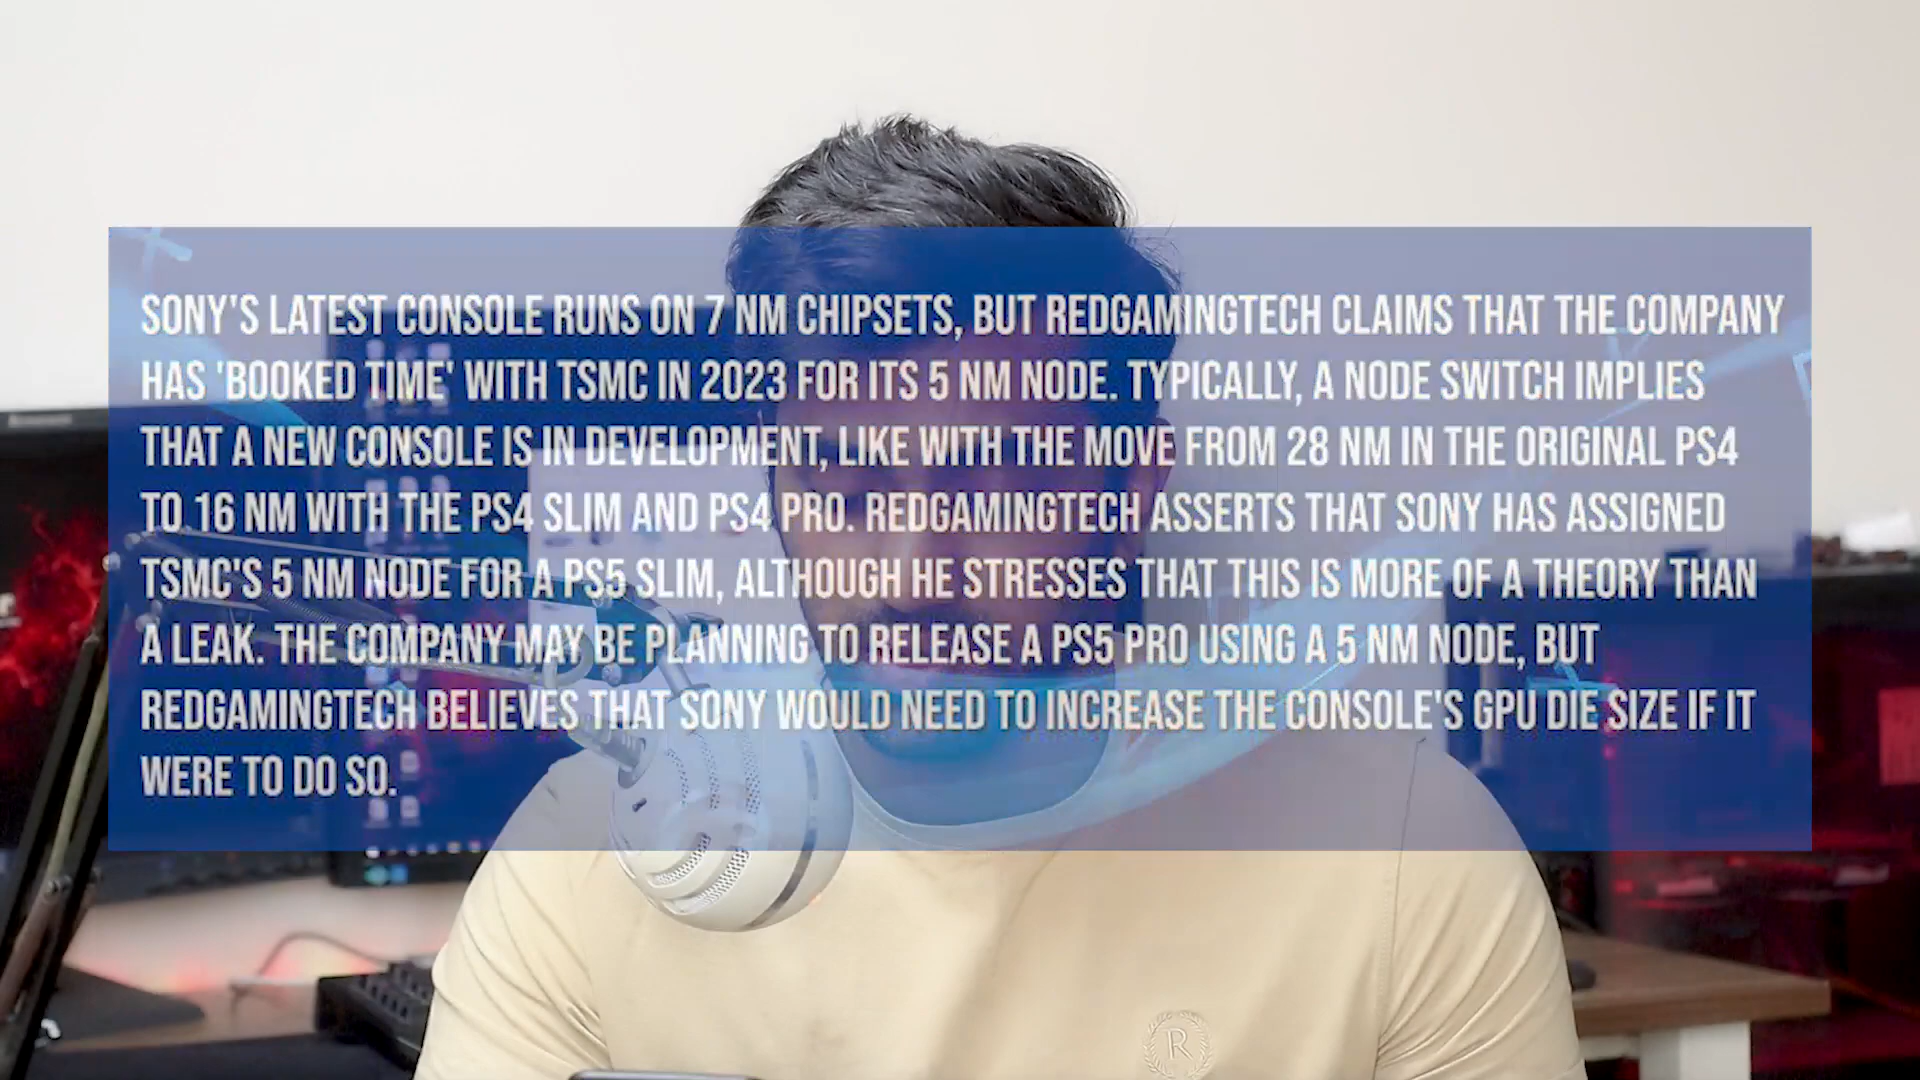 SONY'S LATEST CONSOLE RUNS ON 7 NM CHIPSETS, BUT REDGAMINGTECH CLAIMS THAT THE COMPANY
HAS 'BOOKED TIME' WITH TSMC IN 2023 FOR ITS 5 NM NODE. TYPICALLY, A NODE SWITCH IMPLIES
THAT A NEW CONSOLE IS IN DEVELOPMENT, LIKE WITH THE MOVE FROM 28 NM IN THE ORIGINAL PS4
TO 16 NM WITH THE PS4 SLIM AND PS4 PRO. REDGAMINGTECH ASSERTS THAT SONY HAS ASSIGNED
TSMC'S 5 NM NODE FOR A PS5 SLIM, ALTHOUGH HE STRESSES THAT THIS IS MORE OF A THEORY THAN
A LEAK. THE COMPANY MAY BE PLANNING TO RELEASE A PS5 PRO USING A 5 NM NODE, BUT
REDGAMINGTECH BELIEVES THAT SONY WOULD NEED TO INCREASE THE CONSOLE'S GPU DIE SIZE IF IT
WERE TO DO SO.
R